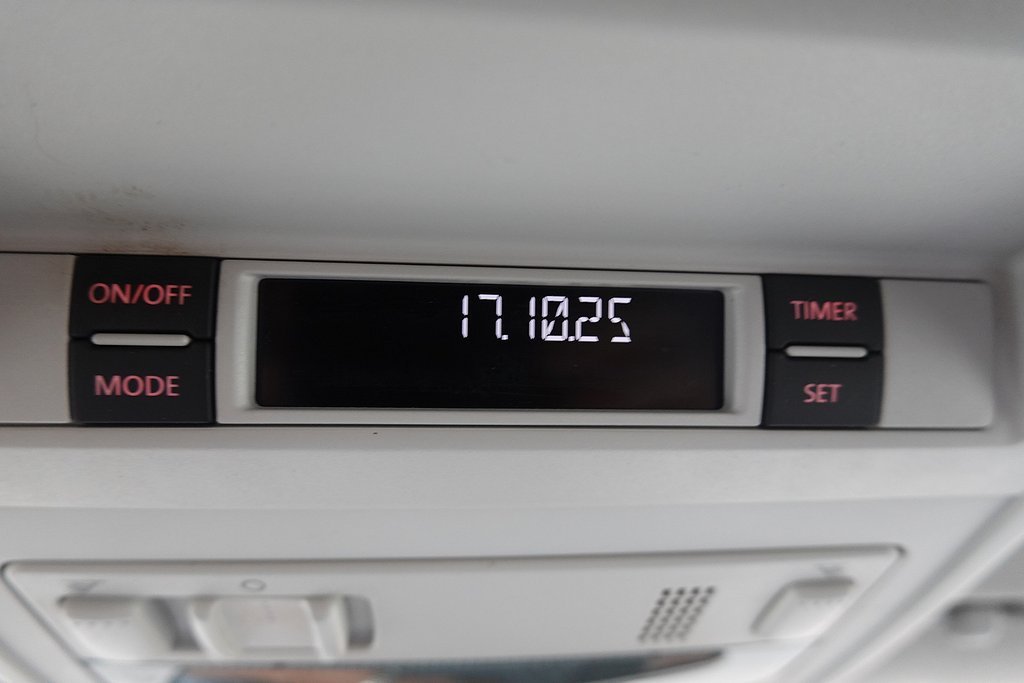 ON/OFF
MODE
17.10.25
TIMER
SET